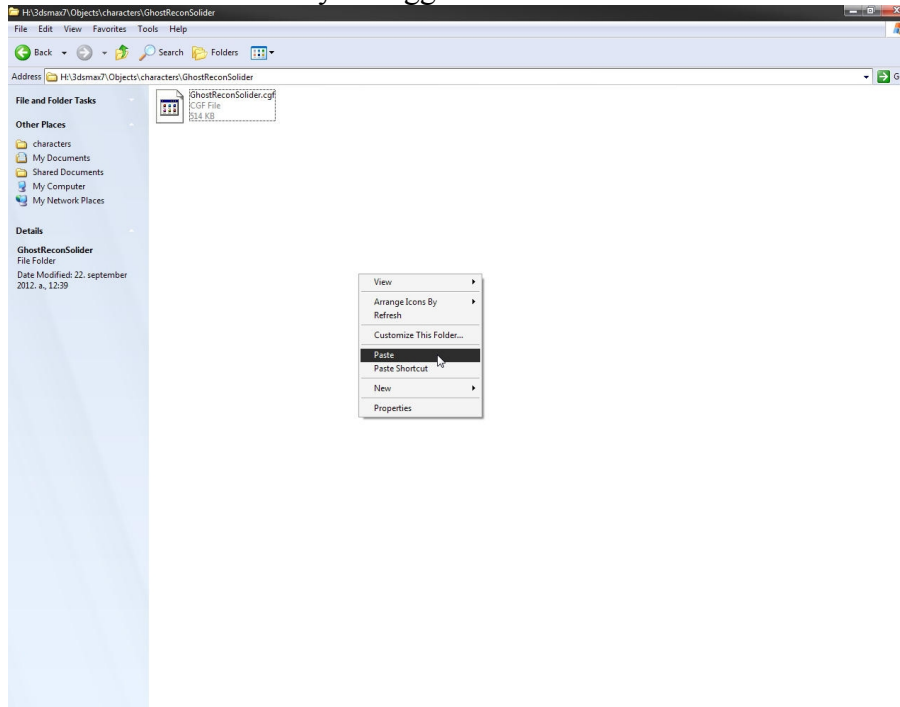 H:\3dsmax7\Objects\characters\GhostReconSolider
File Edit View Favorites Tools Help
Back Search Folders
Address H:\3dsmax7\Objects\characters\GhostReconSolider G
File and Folder Tasks
Other Places
characters
My Documents
Shared Documents
My Computer
My Network Places
Details
GhostReconSolider
File Folder
Date Modified: 22. september
2012. a., 12:39
GhostReconSolider.cgf
CGF File
514 KB
View
Arrange Icons By
Refresh
Customize This Folder...
Paste
Paste Shortcut
New
Properties